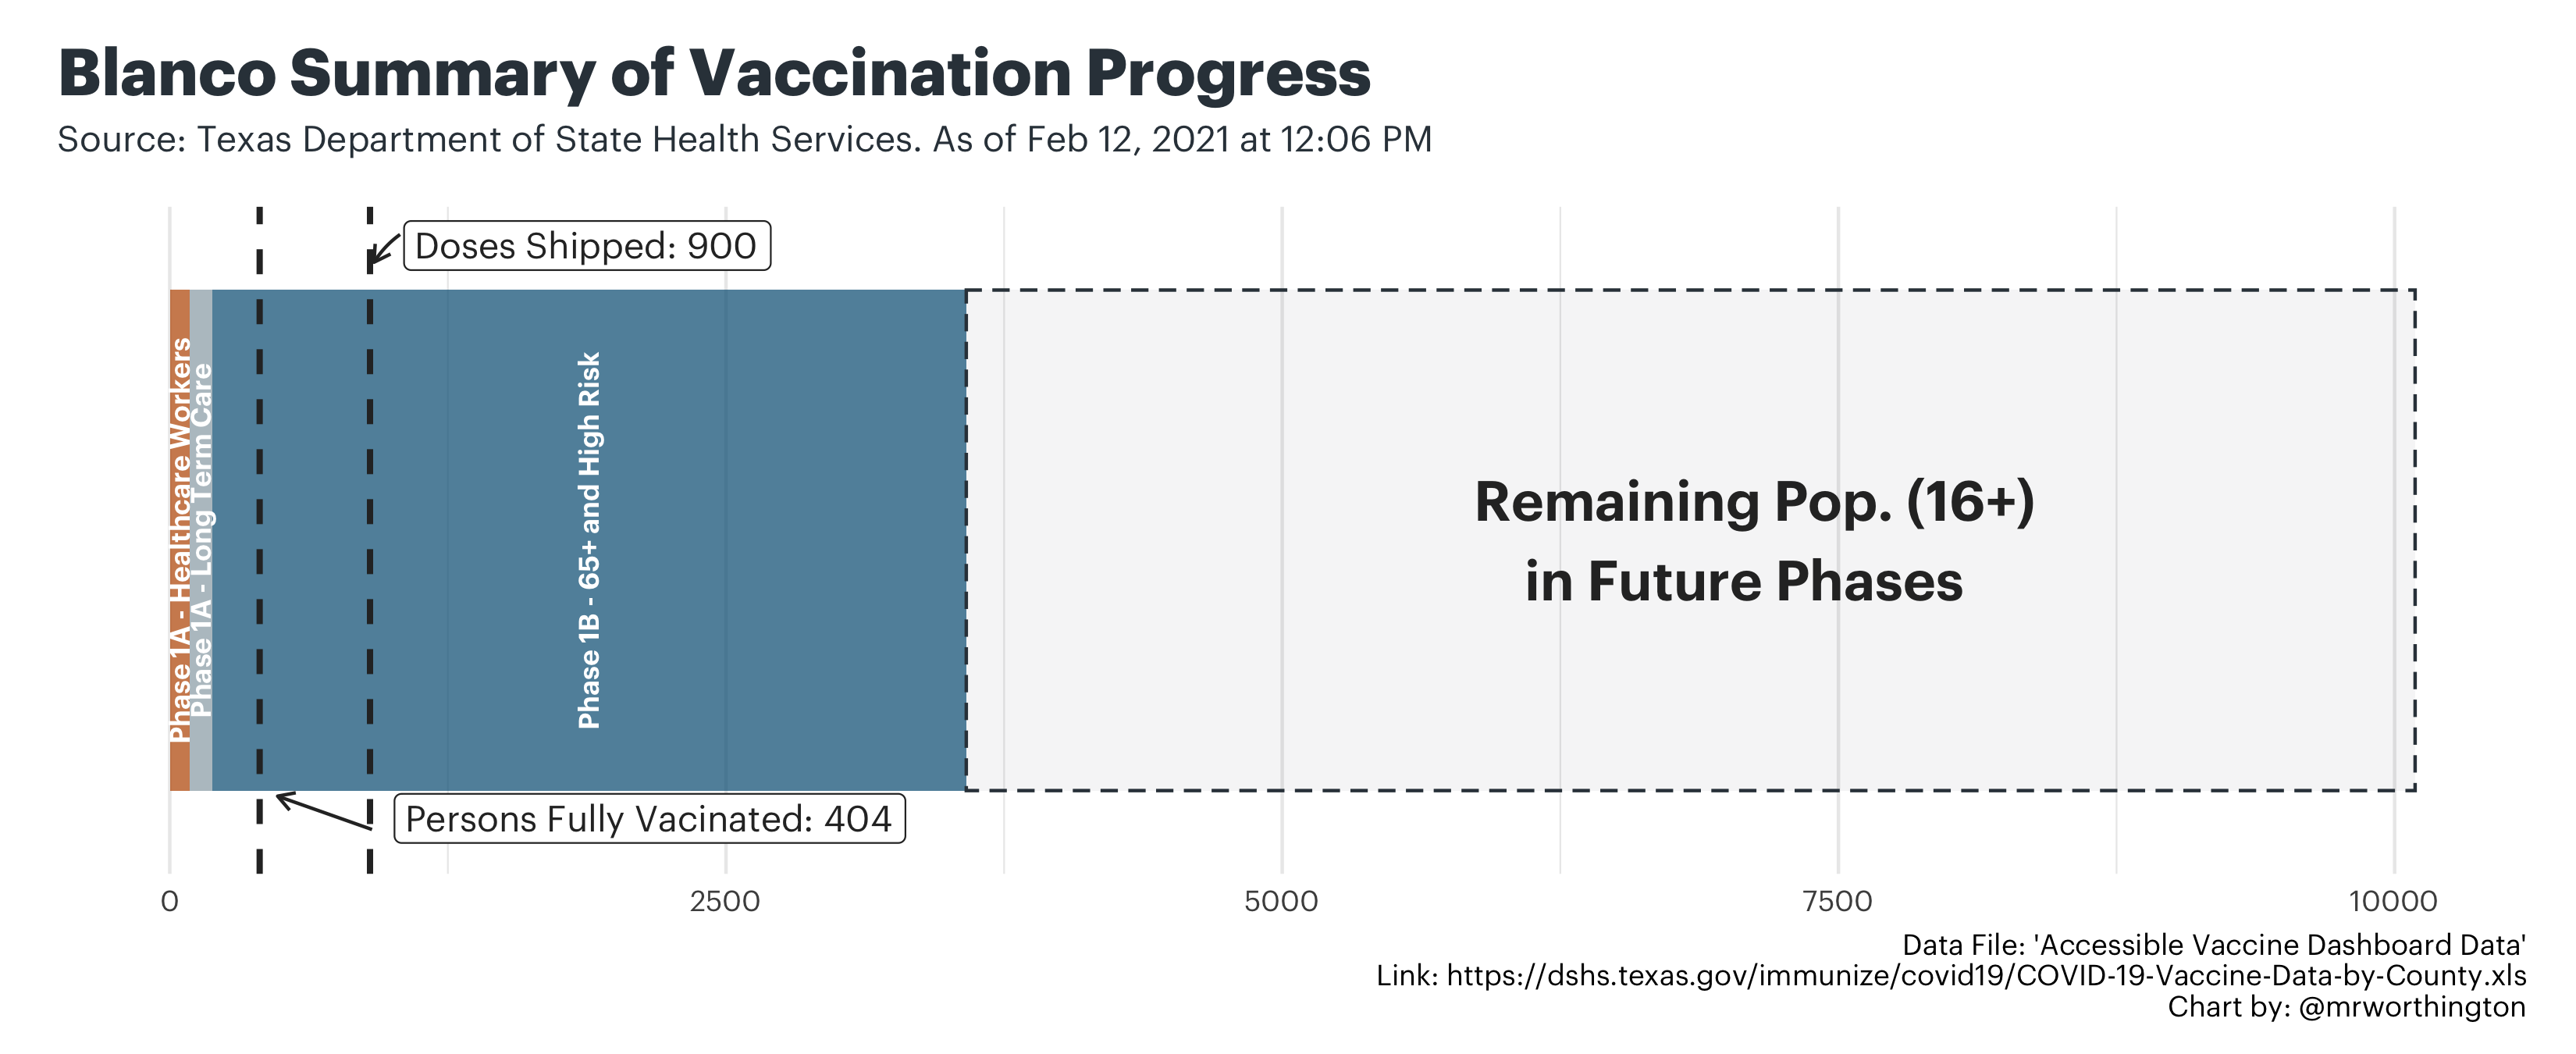 Blanco Summary of Vaccination Progress
Source: Texas Department of State Health Services. As of Feb 12, 2021 at 12:06 PM
Doses Shipped: 900
Phase 1A - Healthcare Workers
Phase 1A - Long Term Care
Phase 1B - 65+ and High Risk
Remaining Pop. (16+)
in Future Phases
Persons Fully Vacinated: 404
0 2500 5000 7500 10000
Data File: 'Accessible Vaccine Dashboard Data'
Link: https://dshs.texas.gov/immunize/covid19/COVID-19-Vaccine-Data-by-County.xls
Chart by: @mrworthington